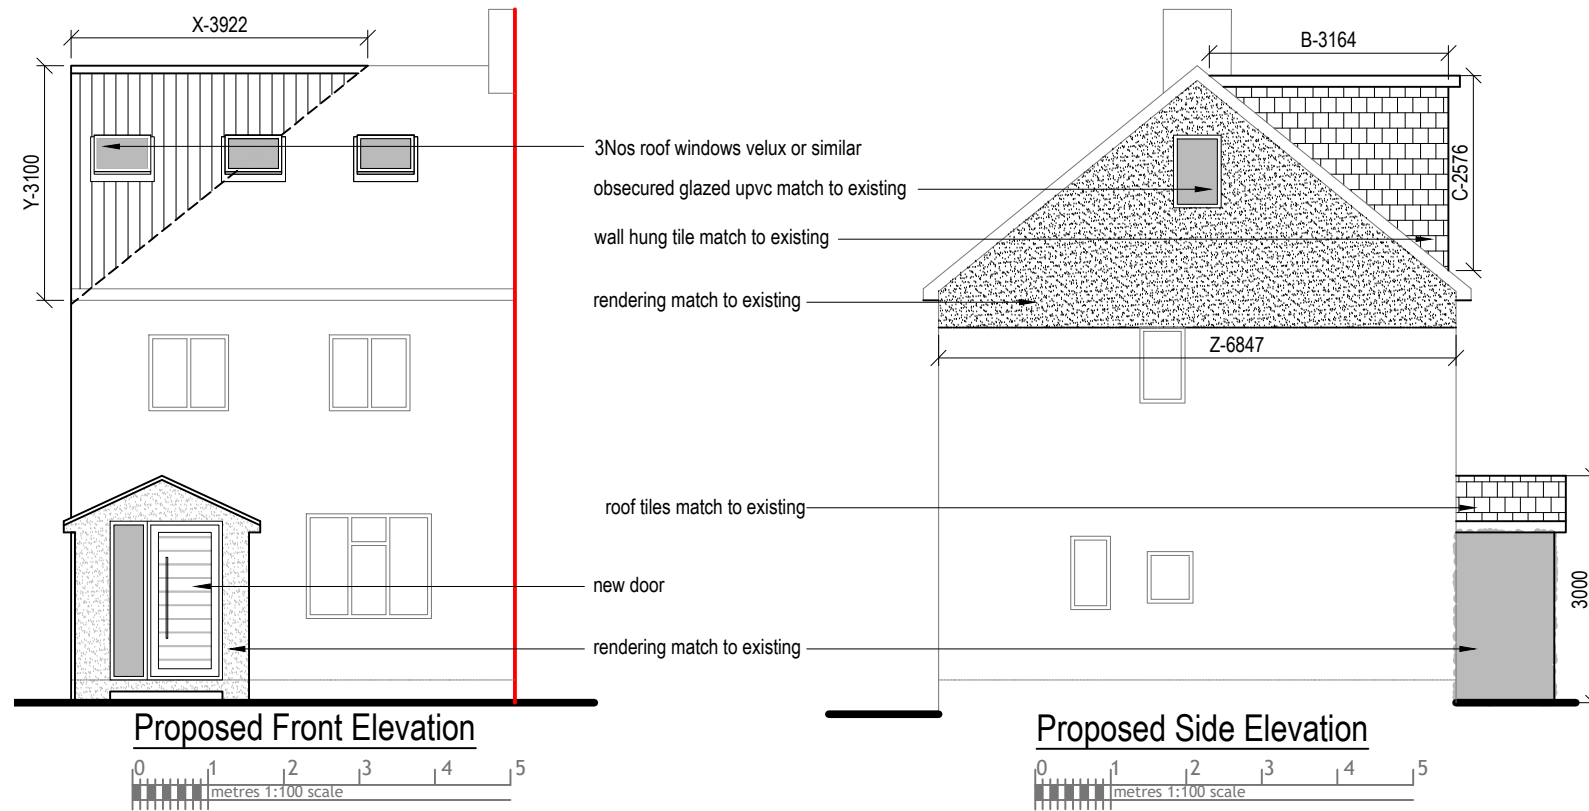 X-3922
Y-3100
B-3164
C-2576
3Nos roof windows velux or similar
obsecured glazed upvc match to existing
wall hung tile match to existing
rendering match to existing
Z-6847
roof tiles match to existing
new door
3000
rendering match to existing
Proposed Front Elevation
0 1 2 3 4 5
metres 1:100 scale
Proposed Side Elevation
0 1 2 3 4 5
metres 1:100 scale